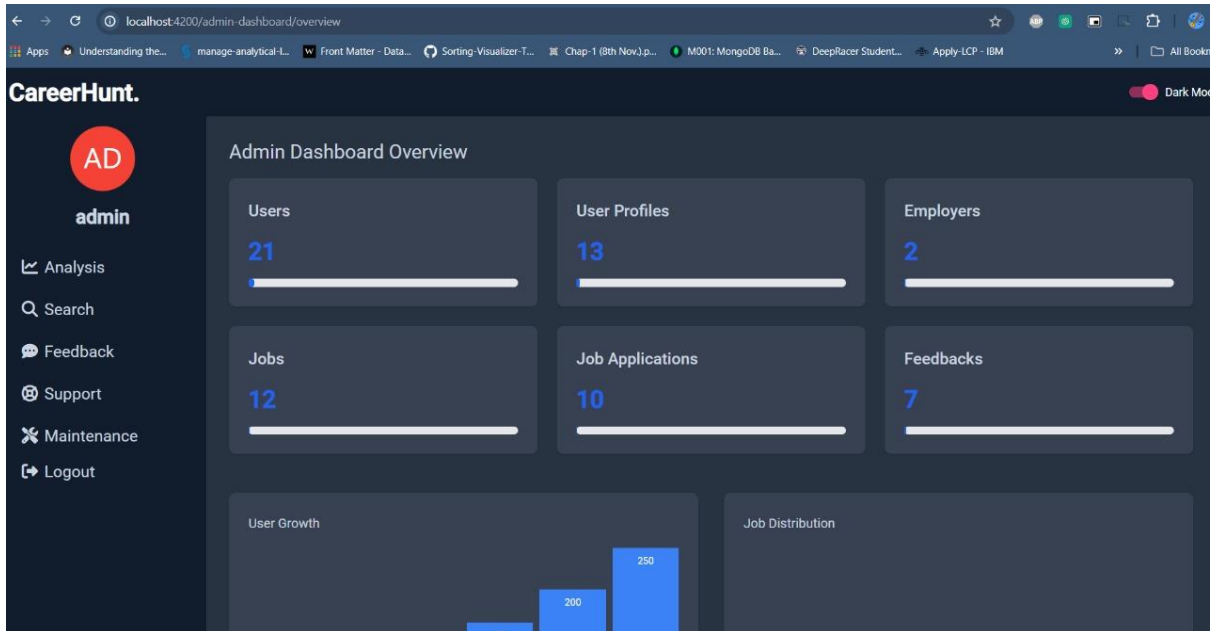 localhost:4200/admin-dashboard/overview
Apps Understanding the... manage-analytical-l... Front Matter - Data... Sorting-Visualizer-T... Chap-1 (8th Nov.).p... M001: MongoDB Ba... DeepRacer Student... Apply-LCP - IBM » All Bookm
CareerHunt. Dark Mod
AD
admin
Analysis
Search
Feedback
Support
Maintenance
Logout
Admin Dashboard Overview
Users User Profiles Employers
21 13 2
Jobs Job Applications Feedbacks
12 10 7
User Growth Job Distribution
250
200